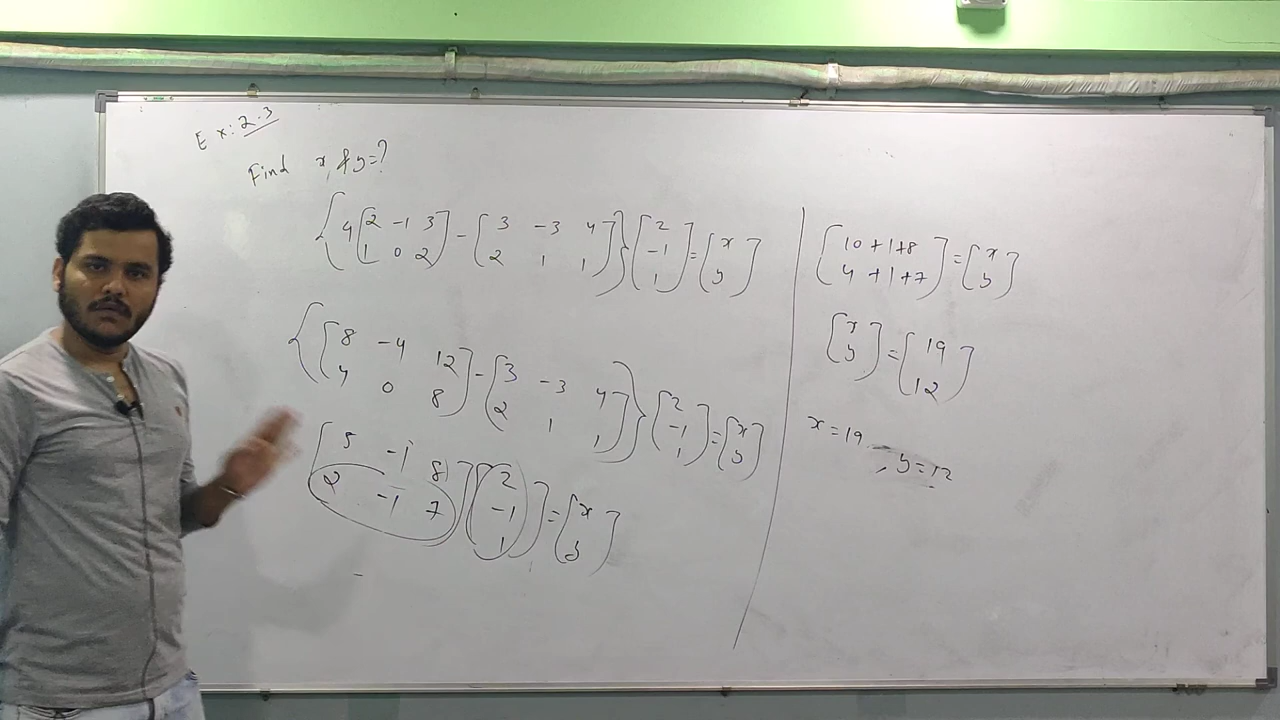 Ex: 2.3
Find x, & y=?
{4[2 -1 3] - [3 -3 4]} [2] = [x]
[1 0 2] [2 1 1] [-1] [y]
[1]
{[8 -4 12] - [3 -3 4]} [2] = [x]
[4 0 8] [2 1 1] [-1] [y]
[1]
[5 -1 8] [2] = [x]
[2 -1 7] [-1] [y]
[1]
[10+1+8] = [x]
[4+1+7] [y]
[x] = [19]
[y] [12]
x=19
, y=12